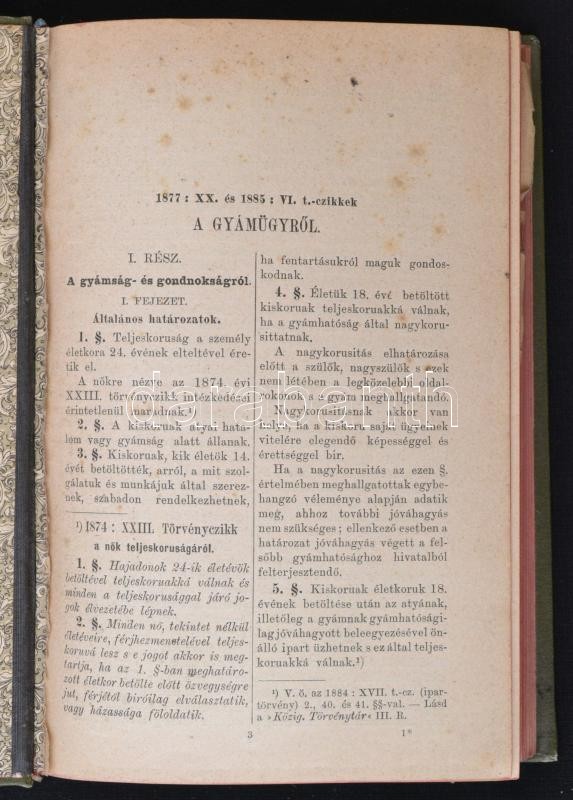 1877 : XX. és 1885 : VI. t.-czikkek
A GYÁMÜGYRŐL.
I. RÉSZ.
A gyámság- és gondnokságról.
I. FEJEZET.
Általános határozatok.
1. §. Teljeskoruság a személy
életkora 24. évének elteltével ére-
tik el.
A nőkre nézve az 1874. évi
XXIII. törvényczikk intézkedései
érintetlenül maradnak.¹)
2. §. A kiskoruak atyai hata-
lom vagy gyámság alatt állanak.
3. §. Kiskoruak, kik életök 14.
évét betöltötték, arról, a mit szol-
gálatuk és munkájuk által szerez-
nek, szabadon rendelkezhetnek,
¹) 1874 : XXIII. Törvényczikk
a nők teljeskoruságáról.
1. §. Hajadonok 24-ik életévök
betöltével teljeskoruakká válnak és
minden a teljeskorusággal járó jo-
gok élvezetébe lépnek.
2. §. Minden nő, tekintet nélkül
életéveire, férjhezmenetelével teljes-
koruvá lesz s e jogot akkor is meg-
tartja, ha az 1. §-ban meghatáro-
zott életkor betölte előtt özvegységre
jut, férjétől biróilag elválasztatik,
vagy házassága föloldatik.
ha fentartásukról maguk gondos-
kodnak.
4. §. Életük 18. évé betöltött
kiskoruak teljeskoruakká válnak,
ha a gyámhatóság által nagykoru-
sittatnak.
A nagykorusitás elhatározása
előtt a szülők, nagyszülők s ezek
nem létében a legközelebbi oldal-
rokonok s a gyám meghallgatandó.
Nagykorusitásnak akkor van
helye, ha a kiskoru saját ügyeinek
vitelére elegendő képességgel és
érettséggel bir.
Ha a nagykorusitás az ezen §.
értelmében meghallgatottak egybe-
hangzó véleménye alapján adatik
meg, ahhoz további jóváhagyás
nem szükséges ; ellenkező esetben a
határozat jóváhagyás végett a fel-
sőbb gyámhatósághoz hivatalból
felterjesztendő.
5. §. Kiskoruak életkoruk 18.
évének betöltése után az atyának,
illetőleg a gyámnak gyámhatósági-
lag jóváhagyott beleegyezésével ön-
álló ipart üzhetnek s ez által teljes-
koruakká válnak.¹)
¹) V. ö. az 1884 : XVII. t.-cz. (ipar-
törvény) 2., 40. és 41. §§-val. — Lásd
a »Közig. Törvénytár« III. R.
3
1*
darabanth